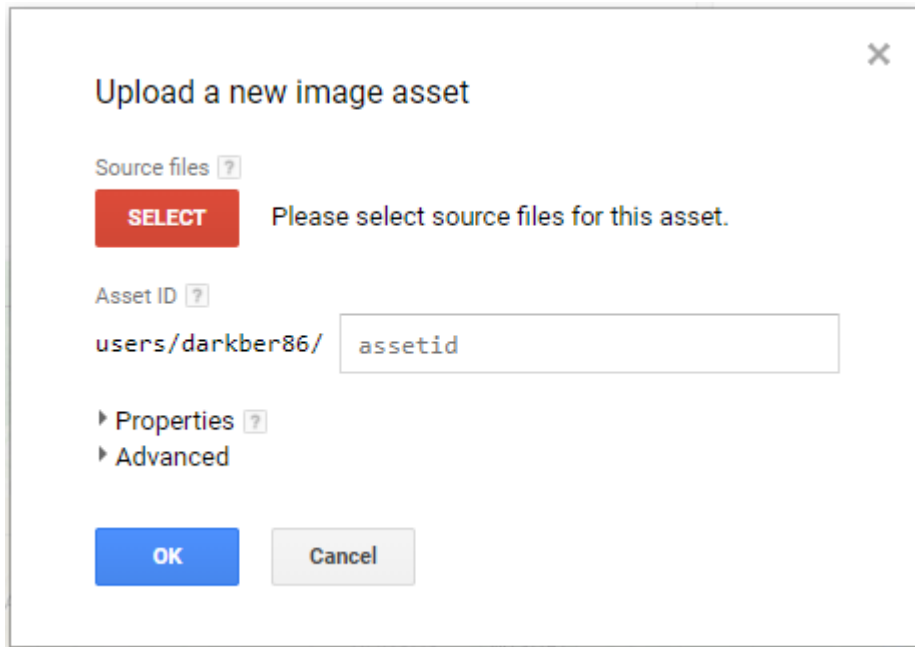 Upload a new image asset
Source files ?
SELECT Please select source files for this asset.
Asset ID ?
users/darkber86/ assetid
Properties ?
Advanced
OK Cancel